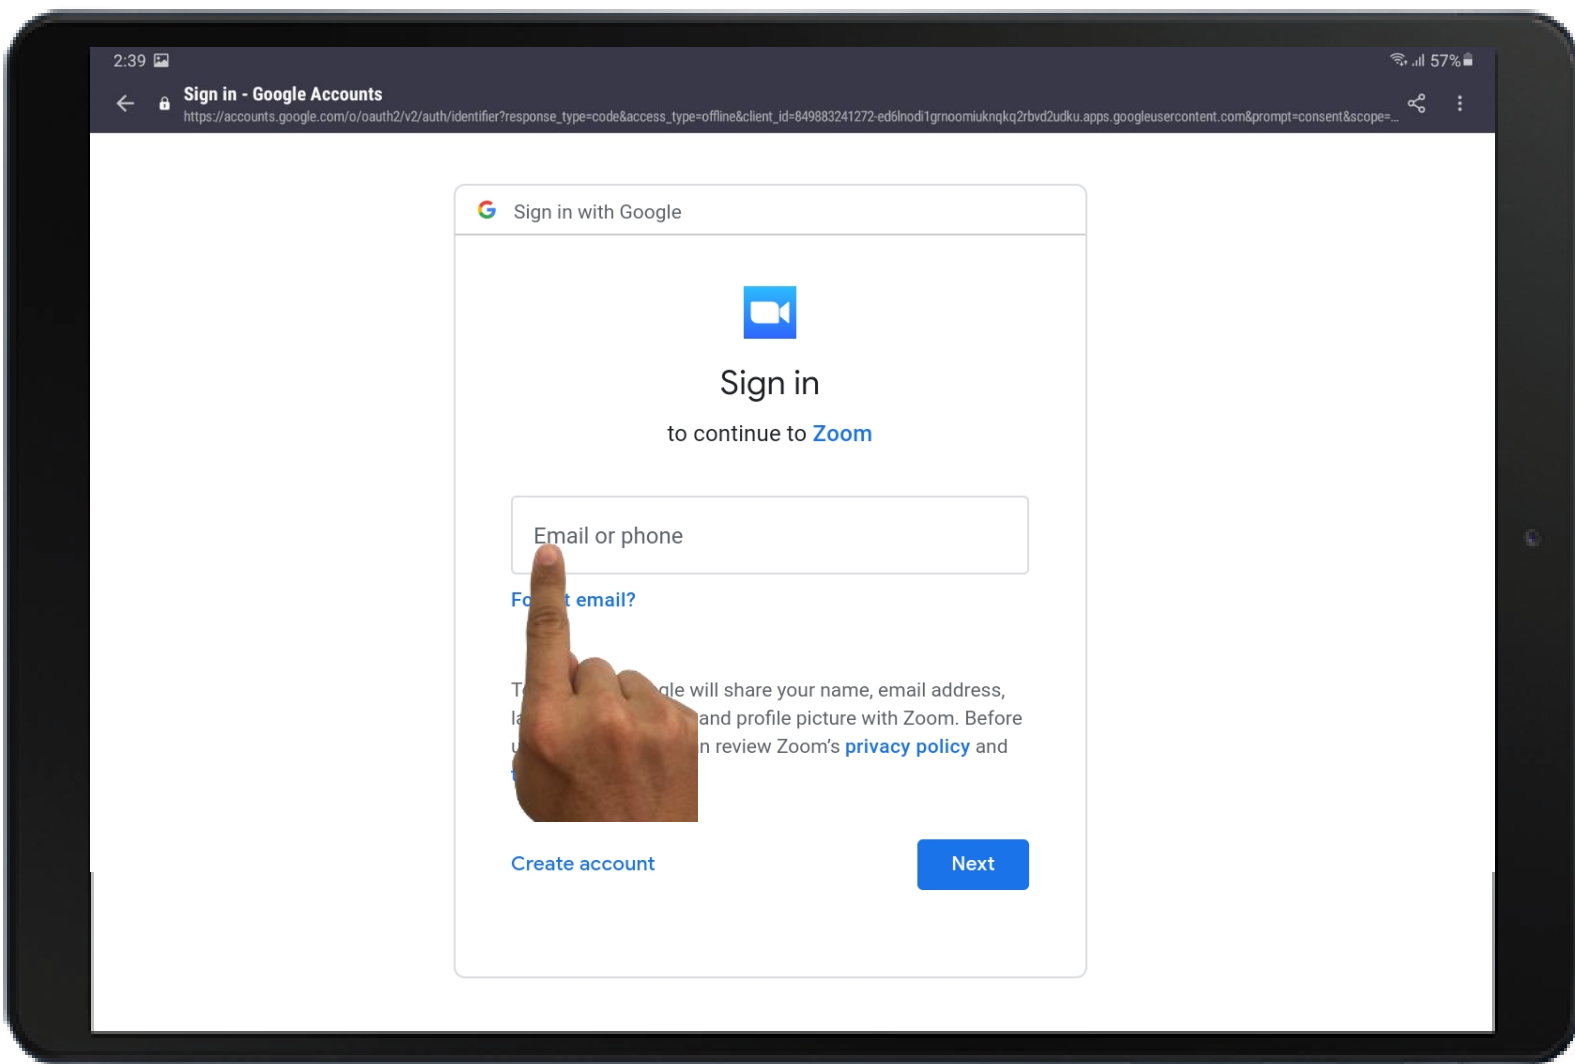 2:39
57%
Sign in - Google Accounts
https://accounts.google.com/o/oauth2/v2/auth/identifier?response_type=code&access_type=offline&client_id=849883241272-ed6lnodi1grnoomiuknqkq2rbvd2udku.apps.googleusercontent.com&prompt=consent&scope=...
Sign in with Google
Sign in
to continue to Zoom
Email or phone
email?
will share your name, email address,
and profile picture with Zoom. Before
review Zoom's privacy policy and
Create account
Next